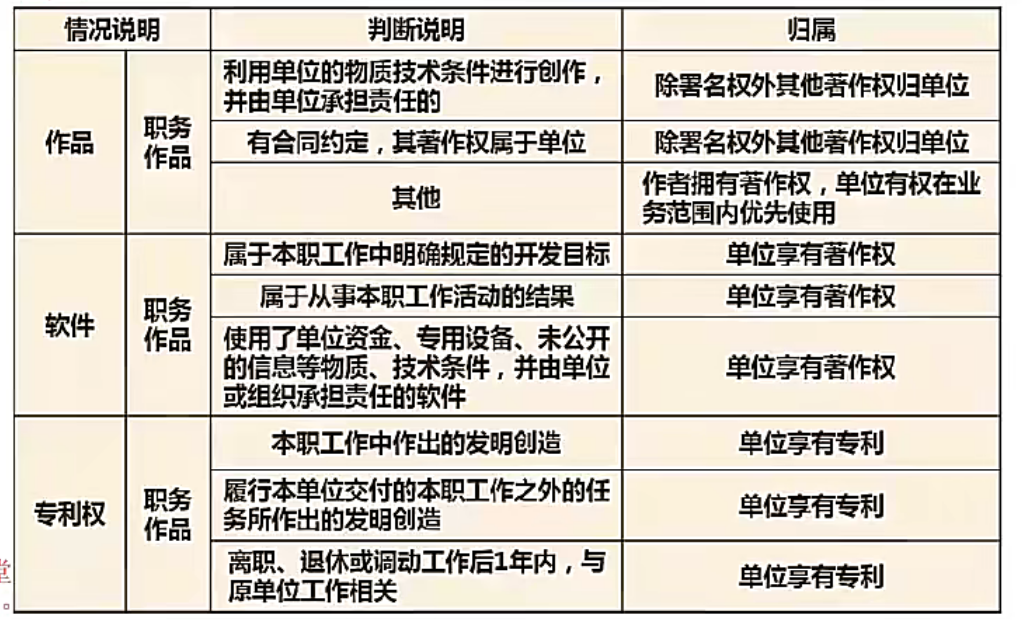 情况说明 判断说明 归属
作品
职务
作品
利用单位的物质技术条件进行创作，
并由单位承担责任的
除署名权外其他著作权归单位
有合同约定，其著作权属于单位
除署名权外其他著作权归单位
其他
作者拥有著作权，单位有权在业
务范围内优先使用
软件
职务
作品
属于本职工作中明确规定的开发目标
单位享有著作权
属于从事本职工作活动的结果
单位享有著作权
使用了单位资金、专用设备、未公开
的信息等物质、技术条件，并由单位
或组织承担责任的软件
单位享有著作权
专利权
职务
作品
本职工作中作出的发明创造
单位享有专利
履行本单位交付的本职工作之外的任
务所作出的发明创造
单位享有专利
离职、退休或调动工作后1年内，与
原单位工作相关
单位享有专利
。